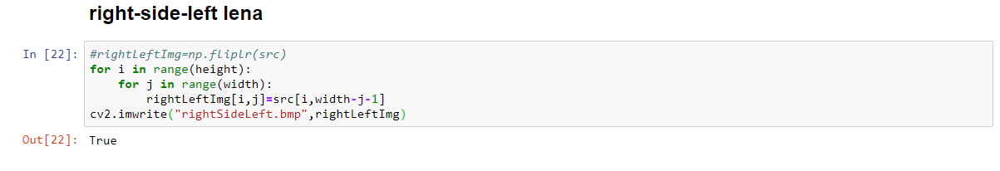 right-side-left lena
In [22]: #rightLeftImg=np.fliplr(src)
for i in range(height):
    for j in range(width):
        rightLeftImg[i,j]=src[i,width-j-1]
cv2.imwrite("rightSideLeft.bmp",rightLeftImg)
Out[22]: True